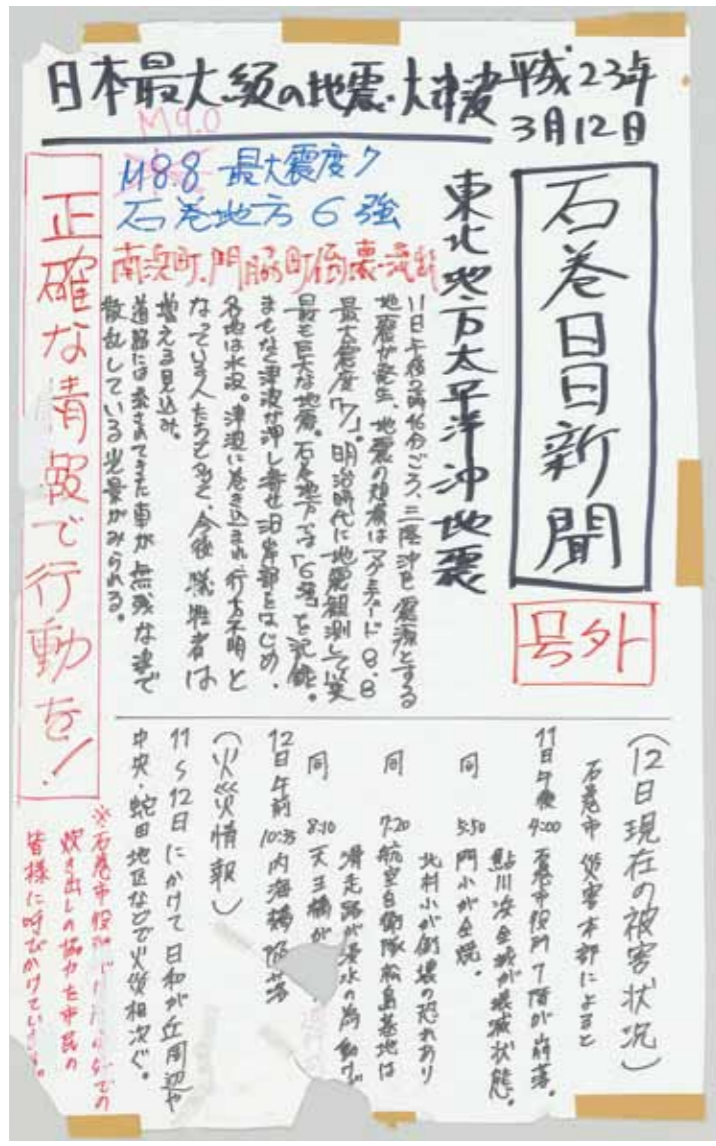 日本最大級の地震・大津波
平成23年
3月12日
石巻日日新聞
号外
東北地方太平洋沖地震
M9.0
M8.8 最大震度7
石巻地方6強
南浜町、門脇町倒壊・流出
11日午後2時46分ごろ、三陸沖を震源とする
地震が発生、地震の規模はマグニチュード8.8
最大震度「7」。明治時代に地震観測して以来
最も巨大な地震。石巻地方では「6強」を記録。
までなど津波が押し寄せ沿岸部をはじめ、
各地は水没。津波に巻き込まれ行方不明と
なっている人たちも多く、今後犠牲者は
増える見込み。
道路には流されてきた車が無残な姿で
散乱している光景がみられる。
正確な情報で行動を!
(12日現在の被害状況)
石巻市災害本部によると
11日午後 4:00 石巻市役所7階が崩落。
鮎川浜全域が壊滅状態。
同 5:50 門小が全焼。
北村小が倒壊の恐れあり
同 7:20 航空自衛隊松島基地は
滑走路が浸水の為動けず
同 8:10 天王橋が
12日午前 10:35 内海橋陥落
(火災情報)
11〜12日にかけて日和が丘周辺や
中央・蛇田地区などで火災相次ぐ。
※石巻市役所 での
炊き出しの協力を市民の
皆様に呼びかけています。